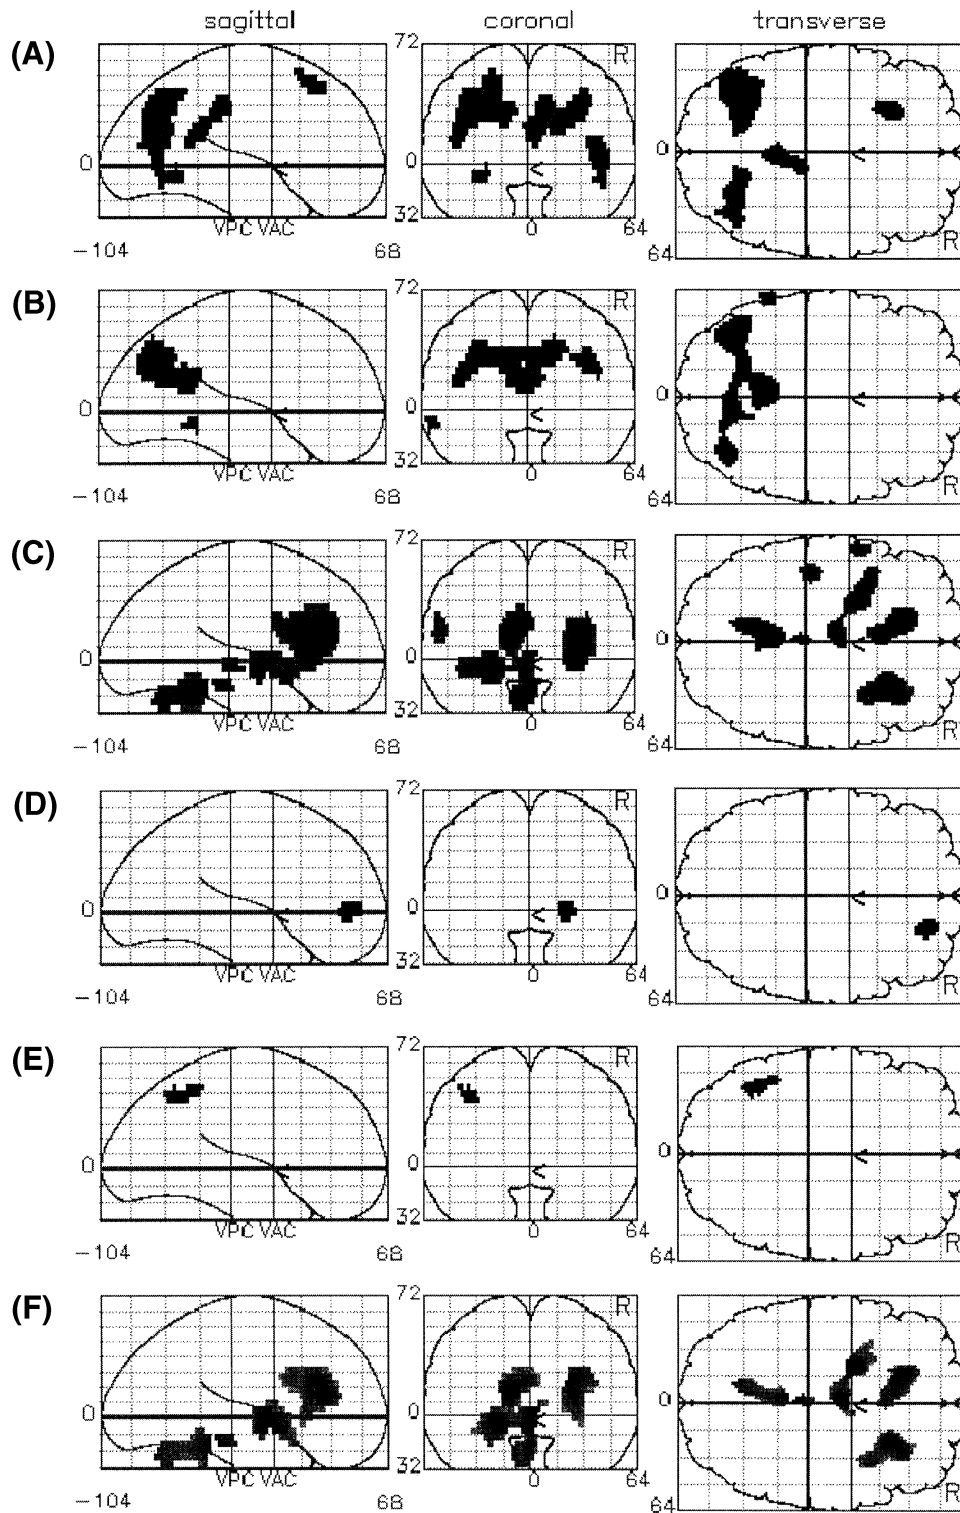 sagittal coronal transverse
(A) 72 R
0 0 0
VPC VAC 32 0 64 R
-104 68 64
(B) 72 R
0 0 0
VPC VAC 32 0 64 R
-104 68 64
(C) 72 R
0 0 0
VPC VAC 32 0 64 R
-104 68 64
(D) 72 R
0 0 0
VPC VAC 32 0 64 R
-104 68 64
(E) 72 R
0 0 0
VPC VAC 32 0 64 R
-104 68 64
(F) 72 R
0 0 0
VPC VAC 32 0 64 R
-104 68 64